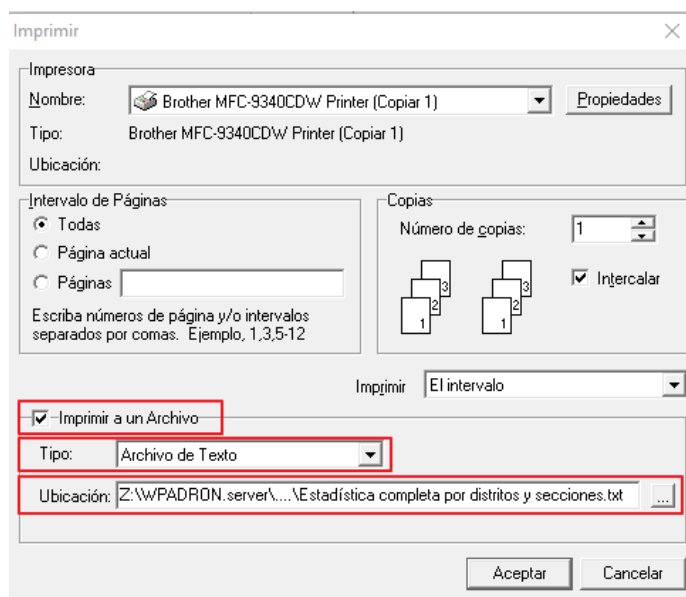 Imprimir
Impresora
Nombre: Brother MFC-9340CDW Printer (Copiar 1) Propiedades
Tipo: Brother MFC-9340CDW Printer (Copiar 1)
Ubicación:
Intervalo de Páginas
Todas
Página actual
Páginas
Escriba números de página y/o intervalos
separados por comas. Ejemplo, 1,3,5-12
Copias
Número de copias: 1
1 2 3 1 2 3
Intercalar
Imprimir El intervalo
Imprimir a un Archivo
Tipo: Archivo de Texto
Ubicación: Z:\WPADRON.server\....\Estadística completa por distritos y secciones.txt ...
Aceptar Cancelar